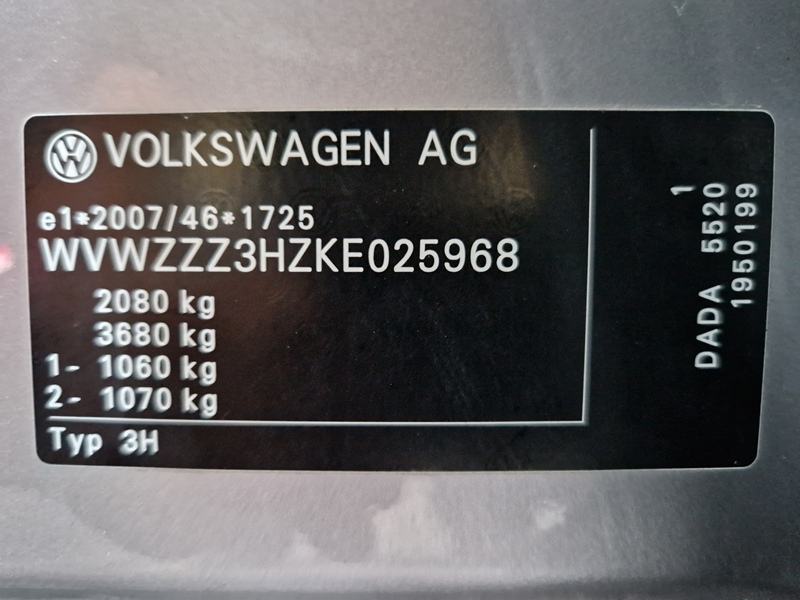 VOLKSWAGEN AG
e1*2007/46*1725
WVWZZZ3HZKE025968
2080 kg
3680 kg
1- 1060 kg
2- 1070 kg
Typ 3H
1
DADA 5520
1950199